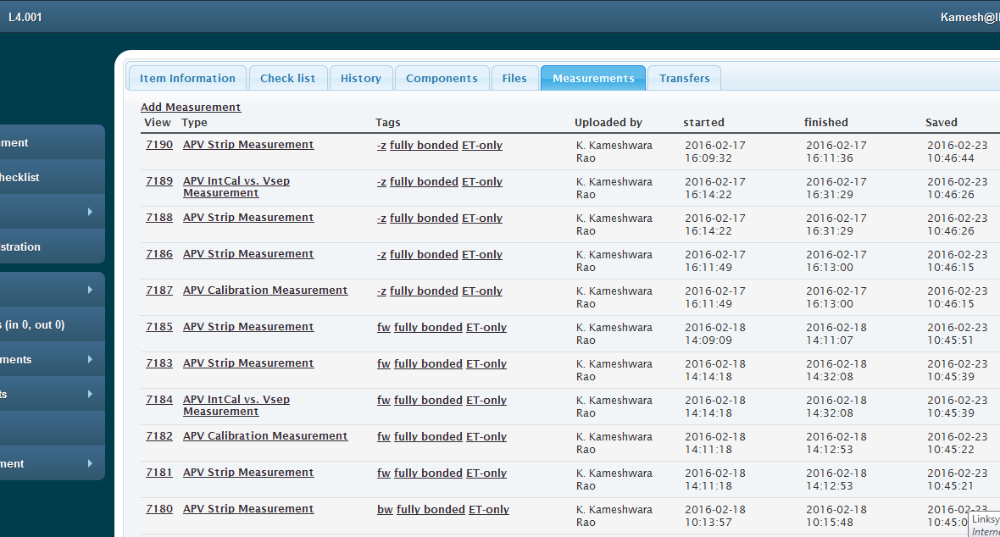 L4.001 Kamesh@
Item Information Check list History Components Files Measurements Transfers
Add Measurement
View Type Tags Uploaded by started finished Saved
7190 APV Strip Measurement -z fully bonded ET-only K. Kameshwara 2016-02-17 2016-02-17 2016-02-23
Rao 16:09:32 16:11:36 10:46:44
7189 APV IntCal vs. Vsep -z fully bonded ET-only K. Kameshwara 2016-02-17 2016-02-17 2016-02-23
Measurement Rao 16:14:22 16:31:29 10:46:26
7188 APV Strip Measurement -z fully bonded ET-only K. Kameshwara 2016-02-17 2016-02-17 2016-02-23
Rao 16:14:22 16:31:29 10:46:26
7186 APV Strip Measurement -z fully bonded ET-only K. Kameshwara 2016-02-17 2016-02-17 2016-02-23
Rao 16:11:49 16:13:00 10:46:15
7187 APV Calibration Measurement -z fully bonded ET-only K. Kameshwara 2016-02-17 2016-02-17 2016-02-23
Rao 16:11:49 16:13:00 10:46:15
7185 APV Strip Measurement fw fully bonded ET-only K. Kameshwara 2016-02-18 2016-02-18 2016-02-23
Rao 14:09:09 14:11:07 10:45:51
7183 APV Strip Measurement fw fully bonded ET-only K. Kameshwara 2016-02-18 2016-02-18 2016-02-23
Rao 14:14:18 14:32:08 10:45:39
7184 APV IntCal vs. Vsep fw fully bonded ET-only K. Kameshwara 2016-02-18 2016-02-18 2016-02-23
Measurement Rao 14:14:18 14:32:08 10:45:39
7182 APV Calibration Measurement fw fully bonded ET-only K. Kameshwara 2016-02-18 2016-02-18 2016-02-23
Rao 14:11:18 14:12:53 10:45:22
7181 APV Strip Measurement fw fully bonded ET-only K. Kameshwara 2016-02-18 2016-02-18 2016-02-23
Rao 14:11:18 14:12:53 10:45:21
7180 APV Strip Measurement bw fully bonded ET-only K. Kameshwara 2016-02-18 2016-02-18 2016-02-23
Rao 10:13:57 10:15:48 10:45:0
nment
hecklist
stration
s (in 0, out 0)
ments
ts
ment
Linksy
Intern